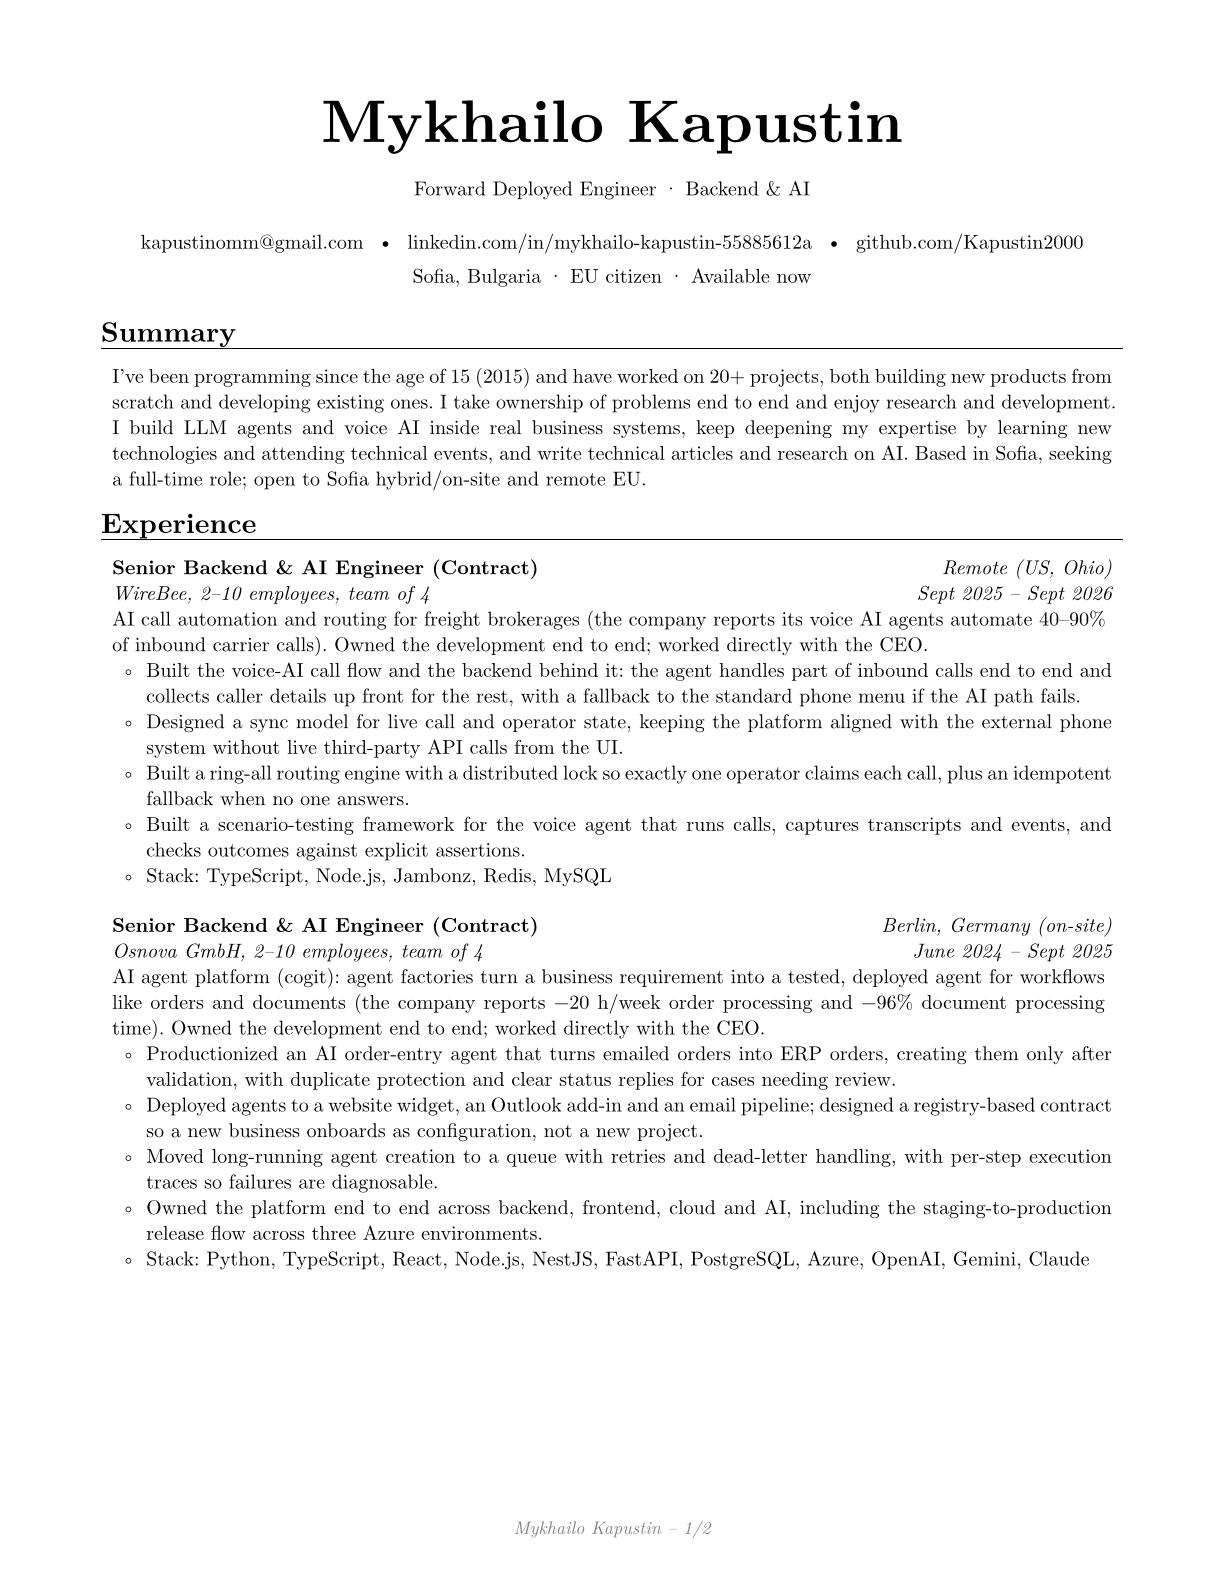 Mykhailo Kapustin
Forward Deployed Engineer · Backend & AI
kapustinomm@gmail.com • linkedin.com/in/mykhailo-kapustin-55885612a • github.com/Kapustin2000
Sofia, Bulgaria · EU citizen · Available now
Summary
I've been programming since the age of 15 (2015) and have worked on 20+ projects, both building new products from
scratch and developing existing ones. I take ownership of problems end to end and enjoy research and development.
I build LLM agents and voice AI inside real business systems, keep deepening my expertise by learning new
technologies and attending technical events, and write technical articles and research on AI. Based in Sofia, seeking
a full-time role; open to Sofia hybrid/on-site and remote EU.
Experience
Senior Backend & AI Engineer (Contract) Remote (US, Ohio)
WireBee, 2–10 employees, team of 4 Sept 2025 – Sept 2026
AI call automation and routing for freight brokerages (the company reports its voice AI agents automate 40–90%
of inbound carrier calls). Owned the development end to end; worked directly with the CEO.
◦ Built the voice-AI call flow and the backend behind it: the agent handles part of inbound calls end to end and
collects caller details up front for the rest, with a fallback to the standard phone menu if the AI path fails.
◦ Designed a sync model for live call and operator state, keeping the platform aligned with the external phone
system without live third-party API calls from the UI.
◦ Built a ring-all routing engine with a distributed lock so exactly one operator claims each call, plus an idempotent
fallback when no one answers.
◦ Built a scenario-testing framework for the voice agent that runs calls, captures transcripts and events, and
checks outcomes against explicit assertions.
◦ Stack: TypeScript, Node.js, Jambonz, Redis, MySQL
Senior Backend & AI Engineer (Contract) Berlin, Germany (on-site)
Osnova GmbH, 2–10 employees, team of 4 June 2024 – Sept 2025
AI agent platform (cogit): agent factories turn a business requirement into a tested, deployed agent for workflows
like orders and documents (the company reports −20 h/week order processing and −96% document processing
time). Owned the development end to end; worked directly with the CEO.
◦ Productionized an AI order-entry agent that turns emailed orders into ERP orders, creating them only after
validation, with duplicate protection and clear status replies for cases needing review.
◦ Deployed agents to a website widget, an Outlook add-in and an email pipeline; designed a registry-based contract
so a new business onboards as configuration, not a new project.
◦ Moved long-running agent creation to a queue with retries and dead-letter handling, with per-step execution
traces so failures are diagnosable.
◦ Owned the platform end to end across backend, frontend, cloud and AI, including the staging-to-production
release flow across three Azure environments.
◦ Stack: Python, TypeScript, React, Node.js, NestJS, FastAPI, PostgreSQL, Azure, OpenAI, Gemini, Claude
Mykhailo Kapustin – 1/2